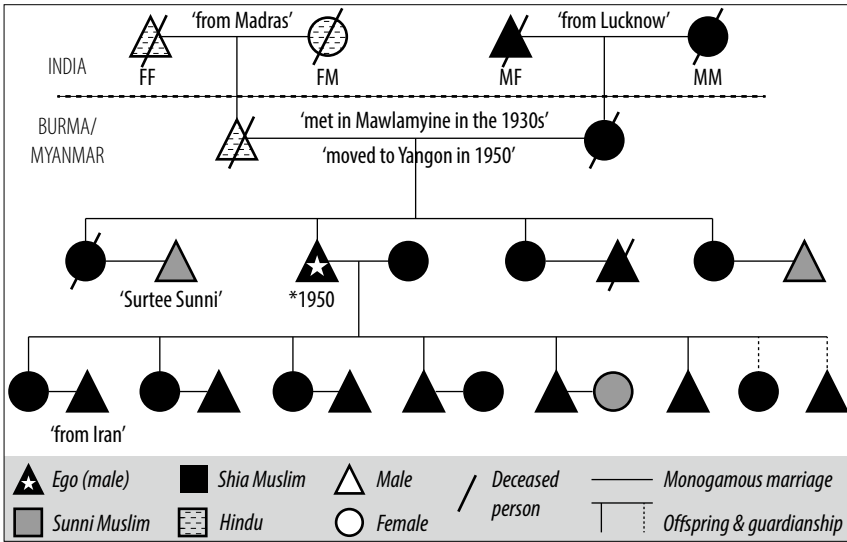 ‘from Madras’
‘from Lucknow’
INDIA
FF
FM
MF
MM
BURMA/
MYANMAR
‘met in Mawlamyine in the 1930s’
‘moved to Yangon in 1950’
‘Surtee Sunni’
*1950
‘from Iran’
Ego (male)
Shia Muslim
Male
Deceased
person
Monogamous marriage
Sunni Muslim
Hindu
Female
Offspring & guardianship